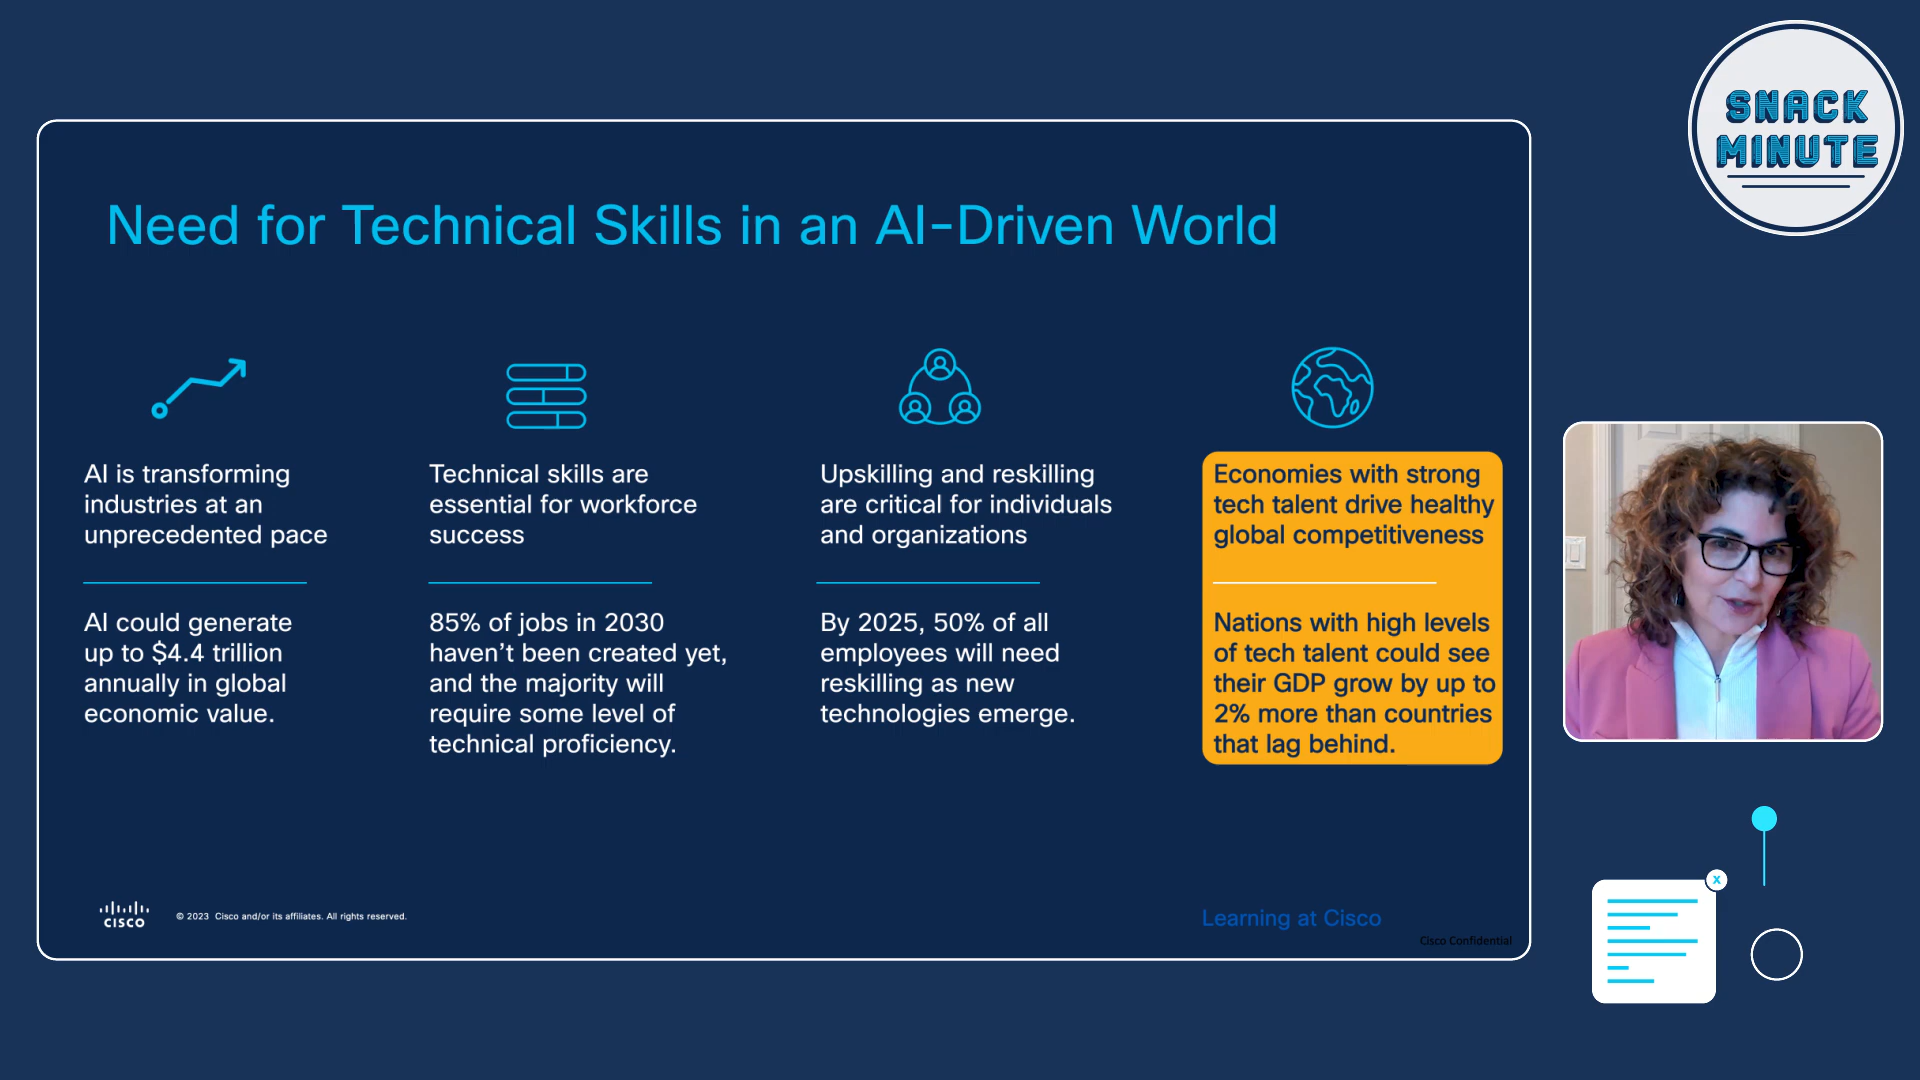 SNACK
MINUTE
Need for Technical Skills in an AI-Driven World
AI is transforming
industries at an
unprecedented pace
AI could generate
up to $4.4 trillion
annually in global
economic value.
Technical skills are
essential for workforce
success
85% of jobs in 2030
haven’t been created yet,
and the majority will
require some level of
technical proficiency.
Upskilling and reskilling
are critical for individuals
and organizations
By 2025, 50% of all
employees will need
reskilling as new
technologies emerge.
Economies with strong
tech talent drive healthy
global competitiveness
Nations with high levels
of tech talent could see
their GDP grow by up to
2% more than countries
that lag behind.
CISCO
© 2023 Cisco and/or its affiliates. All rights reserved.
Learning at Cisco
Cisco Confidential
x